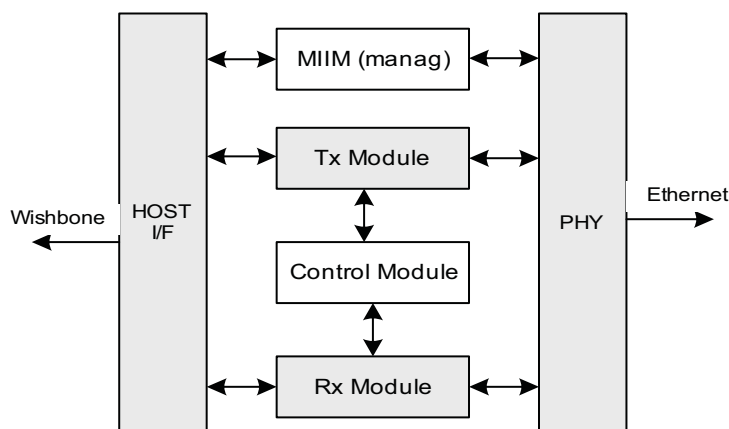 MIIM (manag)
Tx Module
Ethernet
Wishbone
HOST
I/F
PHY
Control Module
Rx Module